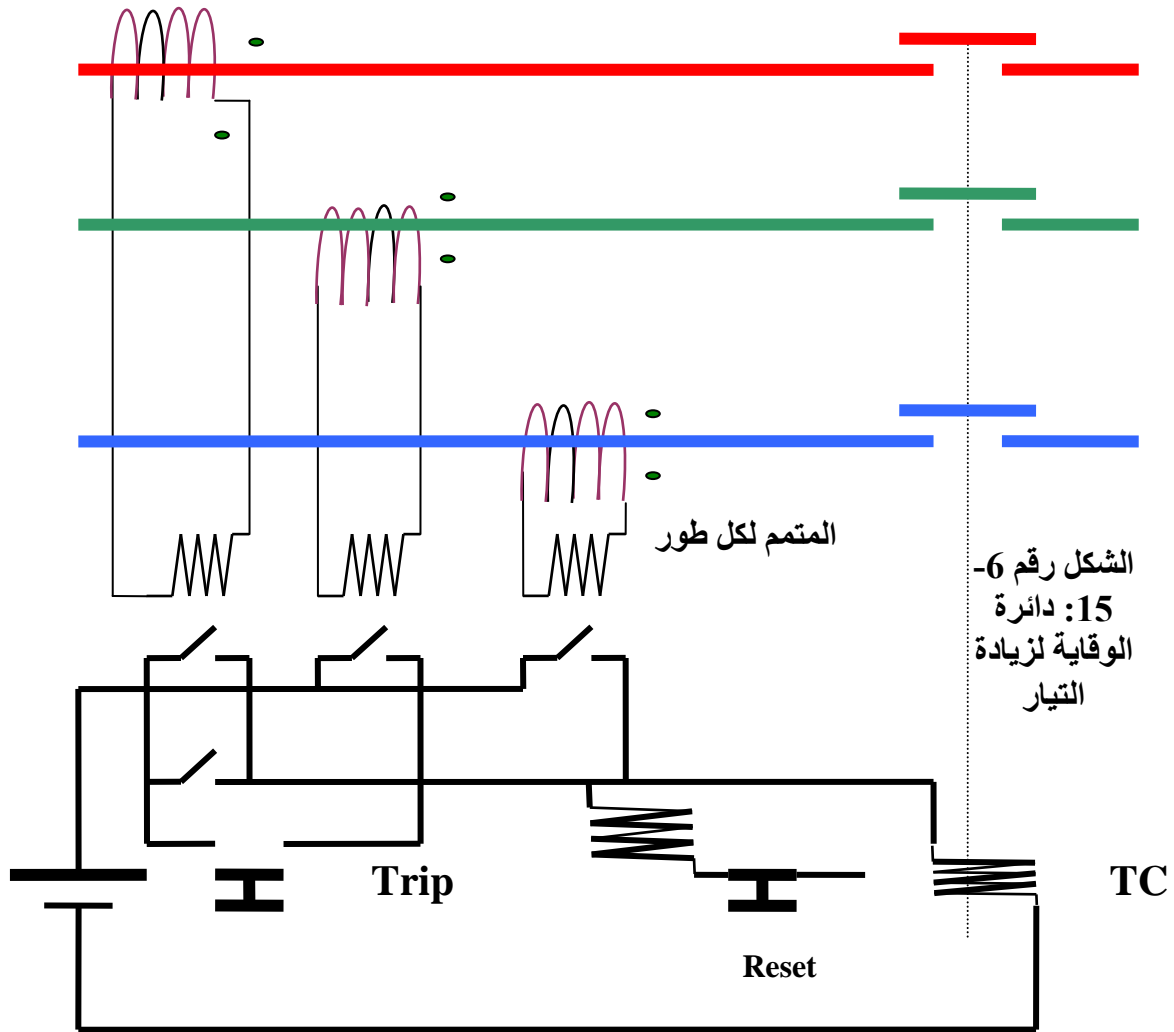 المتمم لكل طور
الشكل رقم 6-
15: دائرة
الوقاية لزيادة
التيار
Trip
TC
Reset